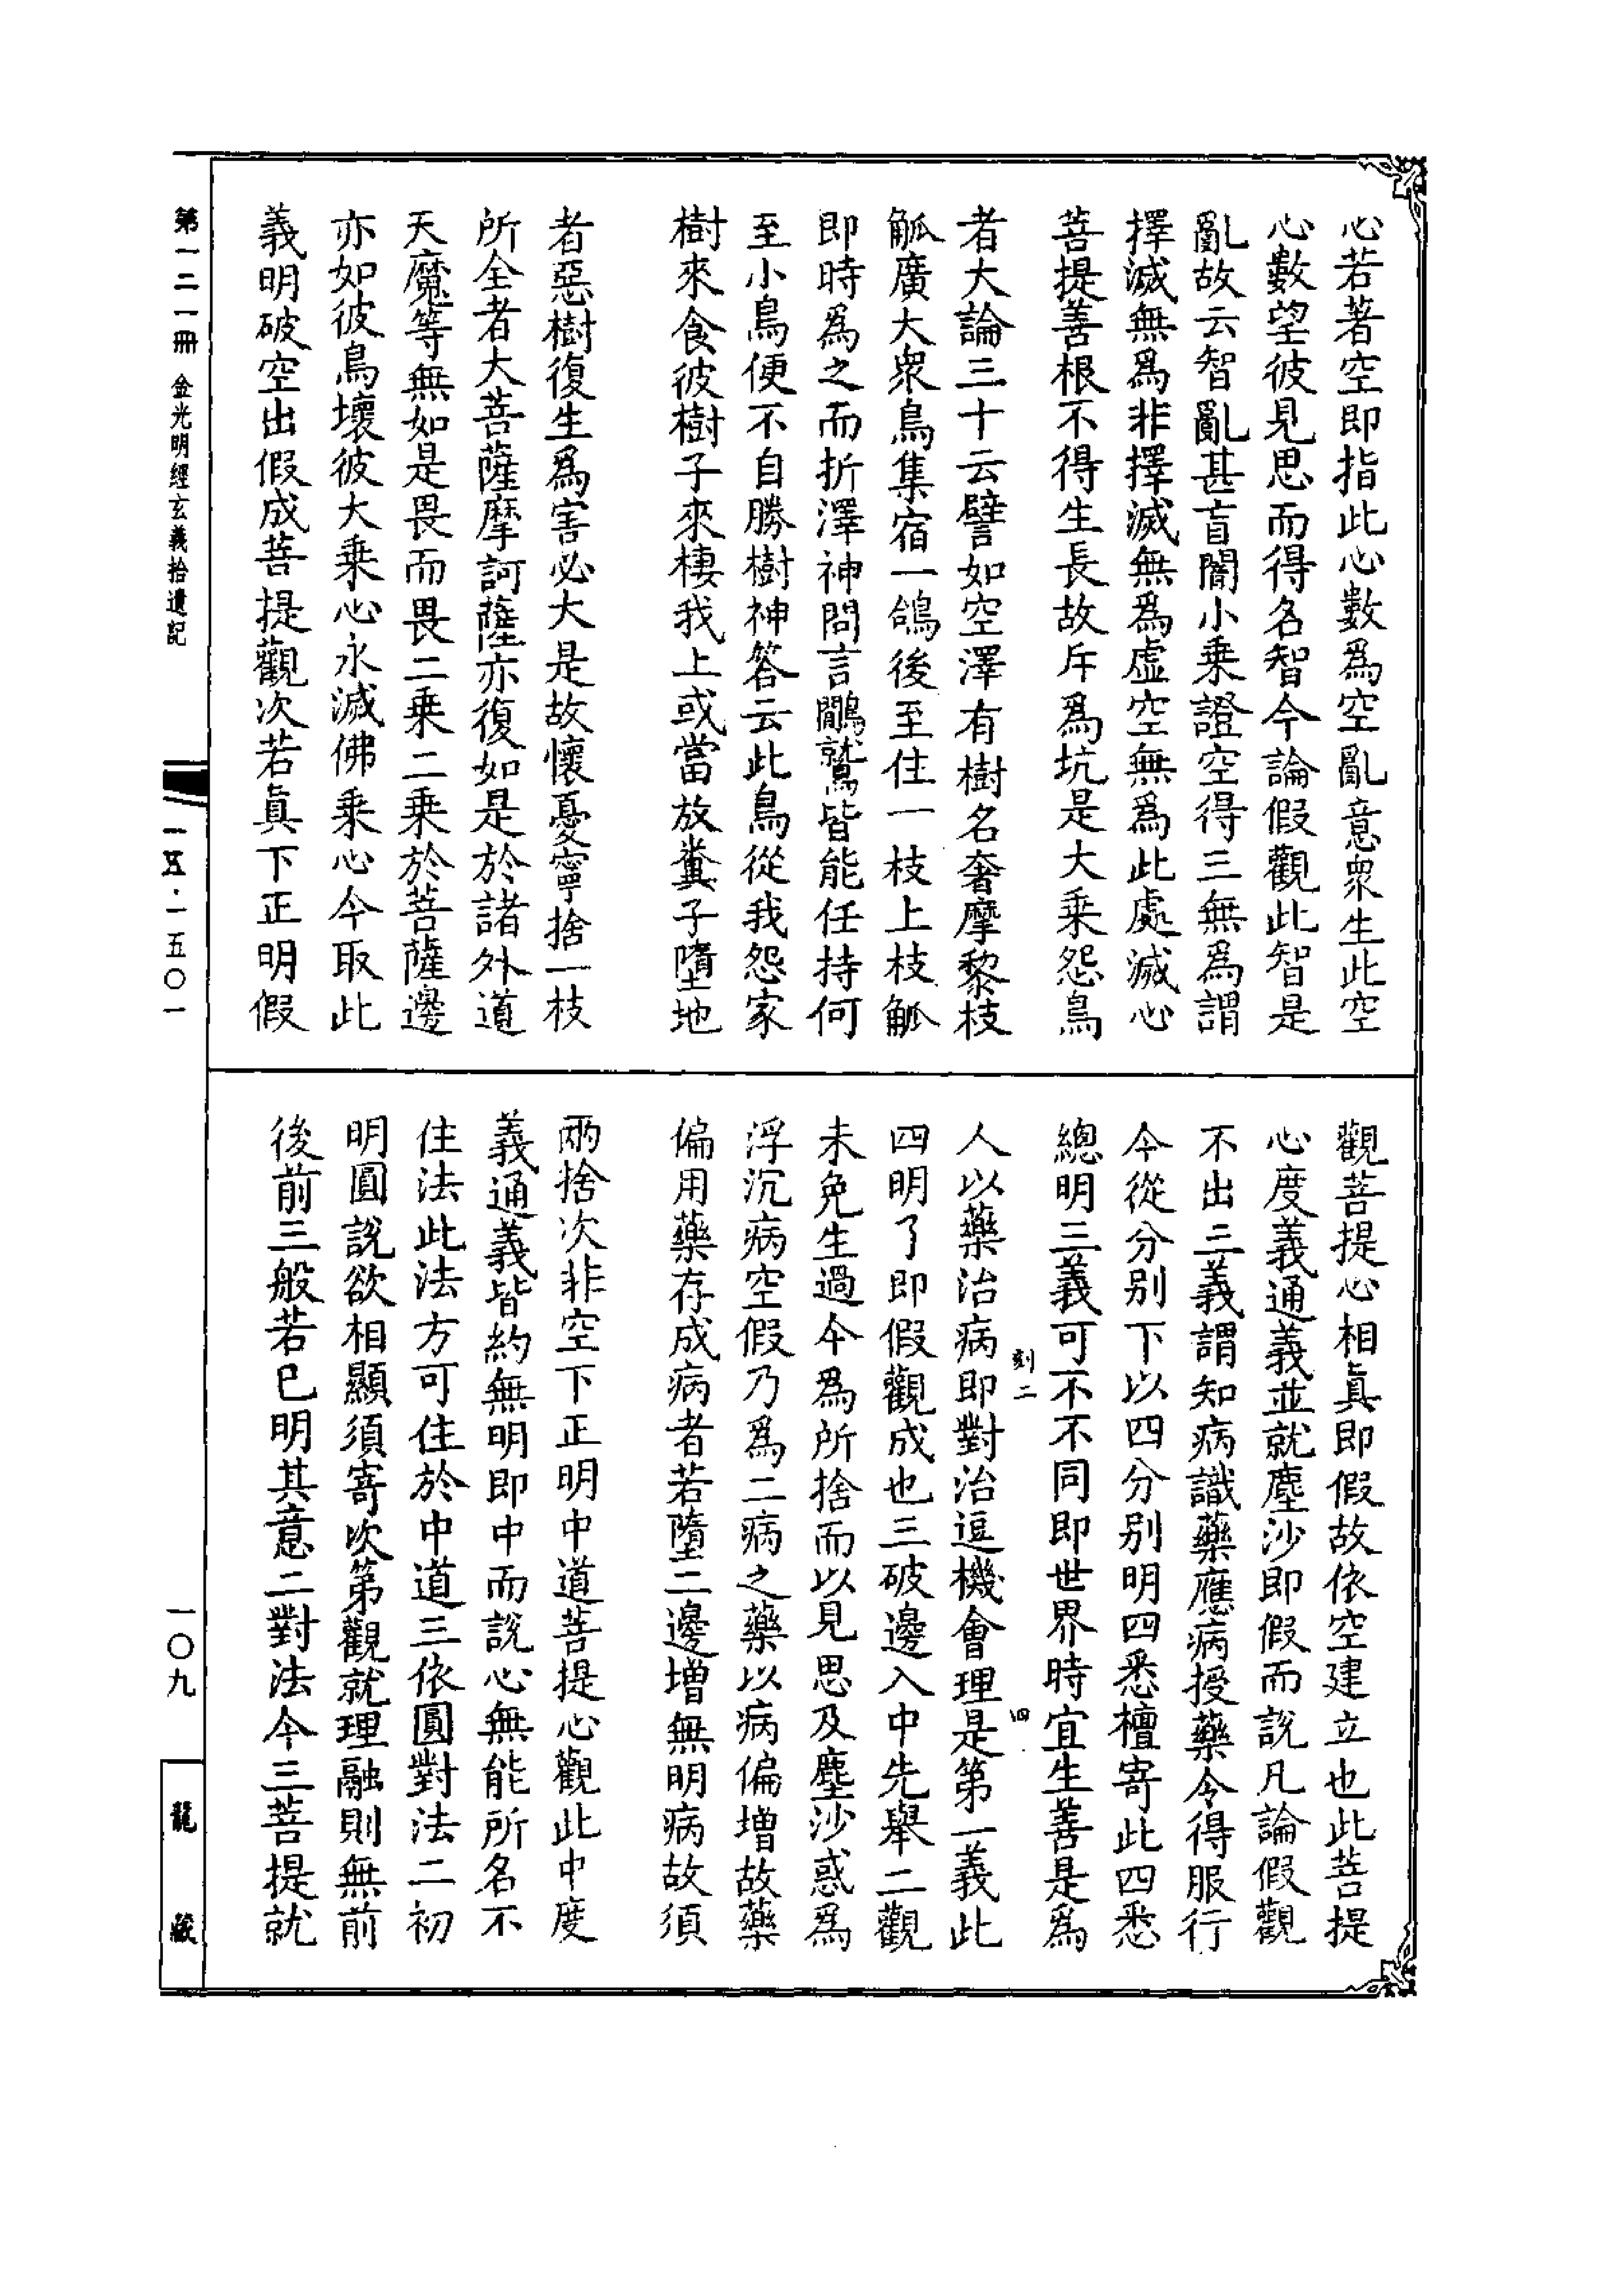 心若著空即指此心數爲空亂意眾生此空
心數望彼見思而得名智今論假觀此智是
亂故云智亂甚盲闇小乗證空得三無爲謂
擇滅無爲非擇滅無爲虛空無爲此處滅心
菩提善根不得生長故斥爲坑是大乗怨鳥
者大論三十云譬如空澤有樹名奢摩黎枝
觚廣大衆鳥集宿一鴿後至住一枝上枝觚
即時爲之而折澤神問言鵰鷲皆能任持何
至小鳥便不自勝樹神答云此鳥從我怨家
樹來食彼樹子來棲我上或當放糞子墮地
者惡樹復生爲害必大是故懷憂寧捨一枝
所全者大菩薩摩訶薩亦復如是於諸外道
天魔等無如是畏而畏二乗二乗於菩薩邊
亦如彼鳥壞彼大乗心永滅佛乗心今取此
義明破空出假成菩提觀次若眞下正明假
觀菩提心相眞即假故依空建立也此菩提
心度義通義並就塵沙即假而說凡論假觀
不出三義謂知病識藥應病授藥令得服行
今從分別下以四分別明四悉檀寄此四悉
總明三義可不不同即世界時宜生善是爲
刻二
四
人以藥治病即對治逗機會理是第一義此
四明了即假觀成也三破邊入中先舉二觀
未免生過今爲所捨而以見思及塵沙惑爲
浮沉病空假乃爲二病之藥以病偏增故藥
偏用藥存成病者若墮二邊增無明病故須
兩捨次非空下正明中道菩提心觀此中度
義通義皆約無明即中而說心無能所名不
住法此法方可住於中道三依圓對法二初
明圓說欲相顯須寄次第觀就理融則無前
後前三般若已明其意二對法今三菩提就
第一二一冊 金光明經玄義拾遺記
一五·一五〇一
一〇九
龍藏